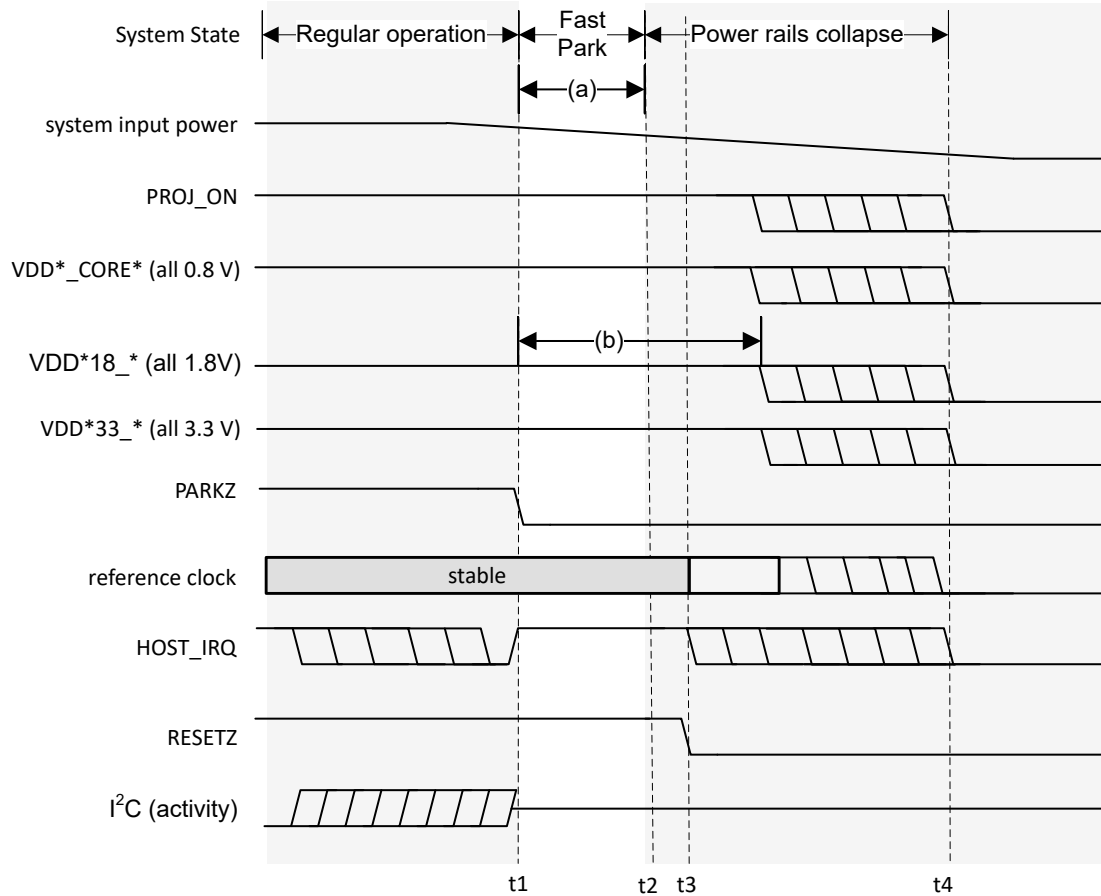 System State
Regular operation
Fast
Park
Power rails collapse
(a)
system input power
PROJ_ON
VDD*_CORE* (all 0.8 V)
(b)
VDD*18_* (all 1.8V)
VDD*33_* (all 3.3 V)
PARKZ
reference clock
stable
HOST_IRQ
RESETZ
I²C (activity)
t1
t2
t3
t4